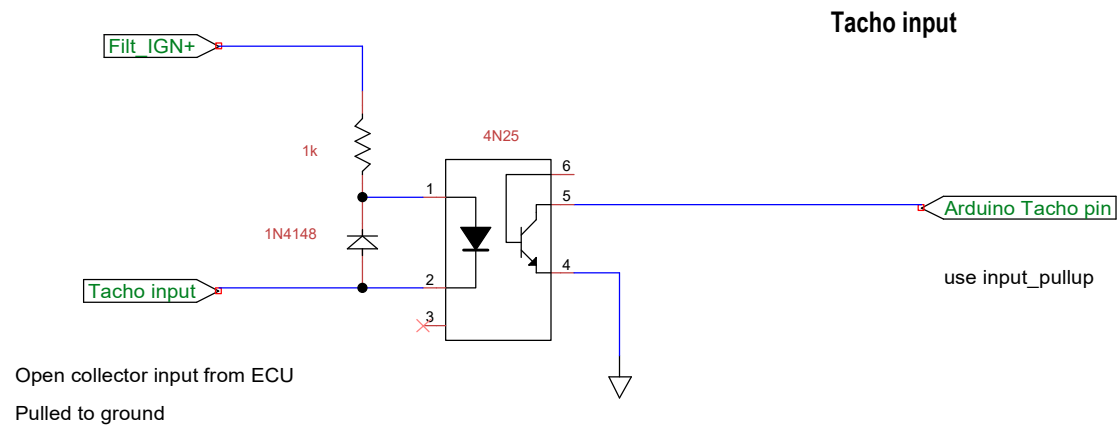 Tacho input
Filt_IGN+
4N25
1k
6
1
5
Arduino Tacho pin
1N4148
2
4
Tacho input
use input_pullup
3
Open collector input from ECU
Pulled to ground